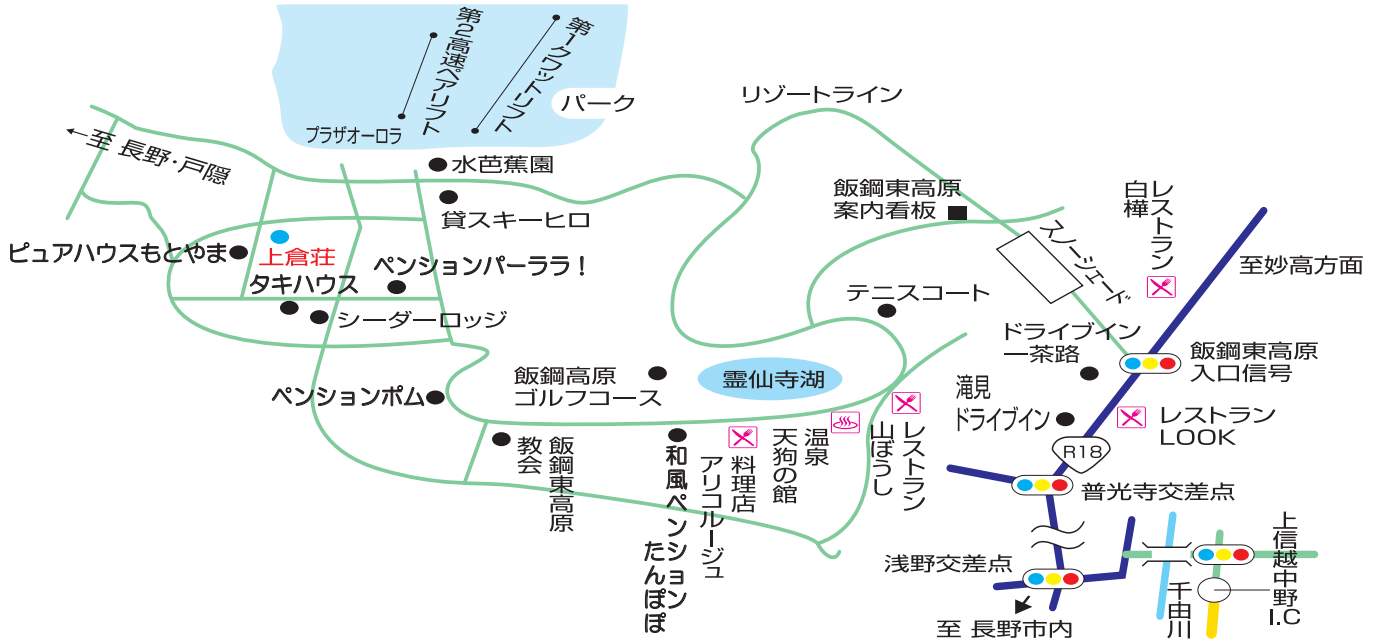 第2高速ペアリフト
第1クワットリフト
パーク
プラザオーロラ
リゾートライン
←至 長野・戸隠
水芭蕉園
貸スキーヒロ
飯鋼東高原
案内看板
レストラン
白樺
スノーシェード
至妙高方面
ピュアハウスもとやま
上倉荘
タキハウス
ペンションパーララ！
シーダーロッジ
テニスコート
ドライブイン
一茶路
飯鋼東高原
入口信号
ペンションポム
飯鋼高原
ゴルフコース
霊仙寺湖
滝見
ドライブイン
レストラン
LOOK
R18
飯鋼東高原
教会
和風ペンション
たんぽぽ
料理店
アリコルージュ
温泉
天狗の館
レストラン
山ぼうし
普光寺交差点
浅野交差点
至 長野市内
千由川
上信越中野I.C